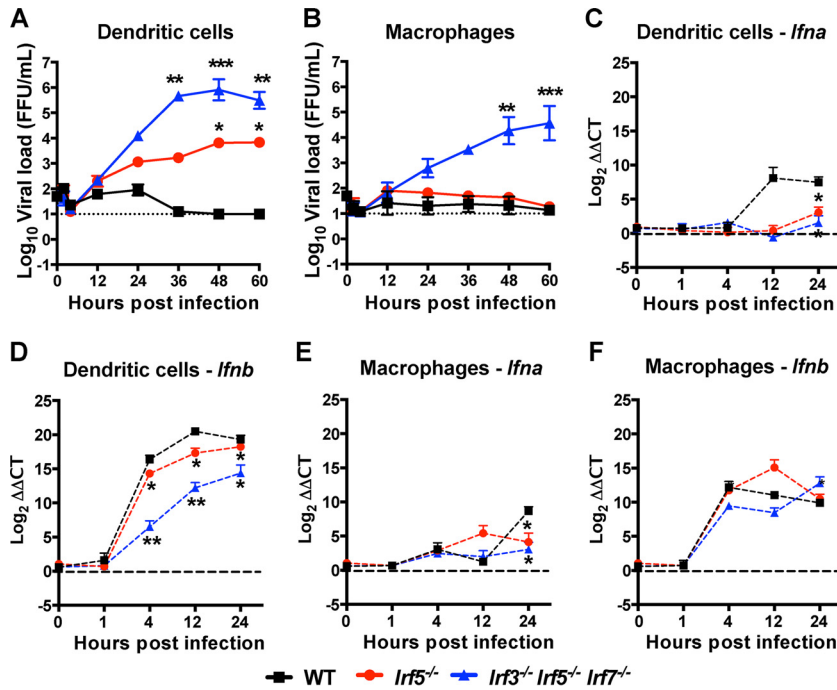 A Dendritic cells
Log10 Viral load (FFU/mL)
7
6
5
4
3
2
1
-1
** *** **
* *
0 12 24 36 48 60
Hours post infection
B Macrophages
Log10 Viral load (FFU/mL)
7
6
5
4
3
2
1
-1
** ***
0 12 24 36 48 60
Hours post infection
C Dendritic cells - Ifna
Log2 ΔΔCT
25
20
15
10
5
0
-5
*
*
0 1 4 12 24
Hours post infection
D Dendritic cells - Ifnb
Log2 ΔΔCT
25
20
15
10
5
0
-5
* * *
** ** *
0 1 4 12 24
Hours post infection
E Macrophages - Ifna
Log2 ΔΔCT
25
20
15
10
5
0
-5
*
*
0 1 4 12 24
Hours post infection
F Macrophages - Ifnb
Log2 ΔΔCT
25
20
15
10
5
0
-5
*
0 1 4 12 24
Hours post infection
WT Irf5-/- Irf3-/- Irf5-/- Irf7-/-